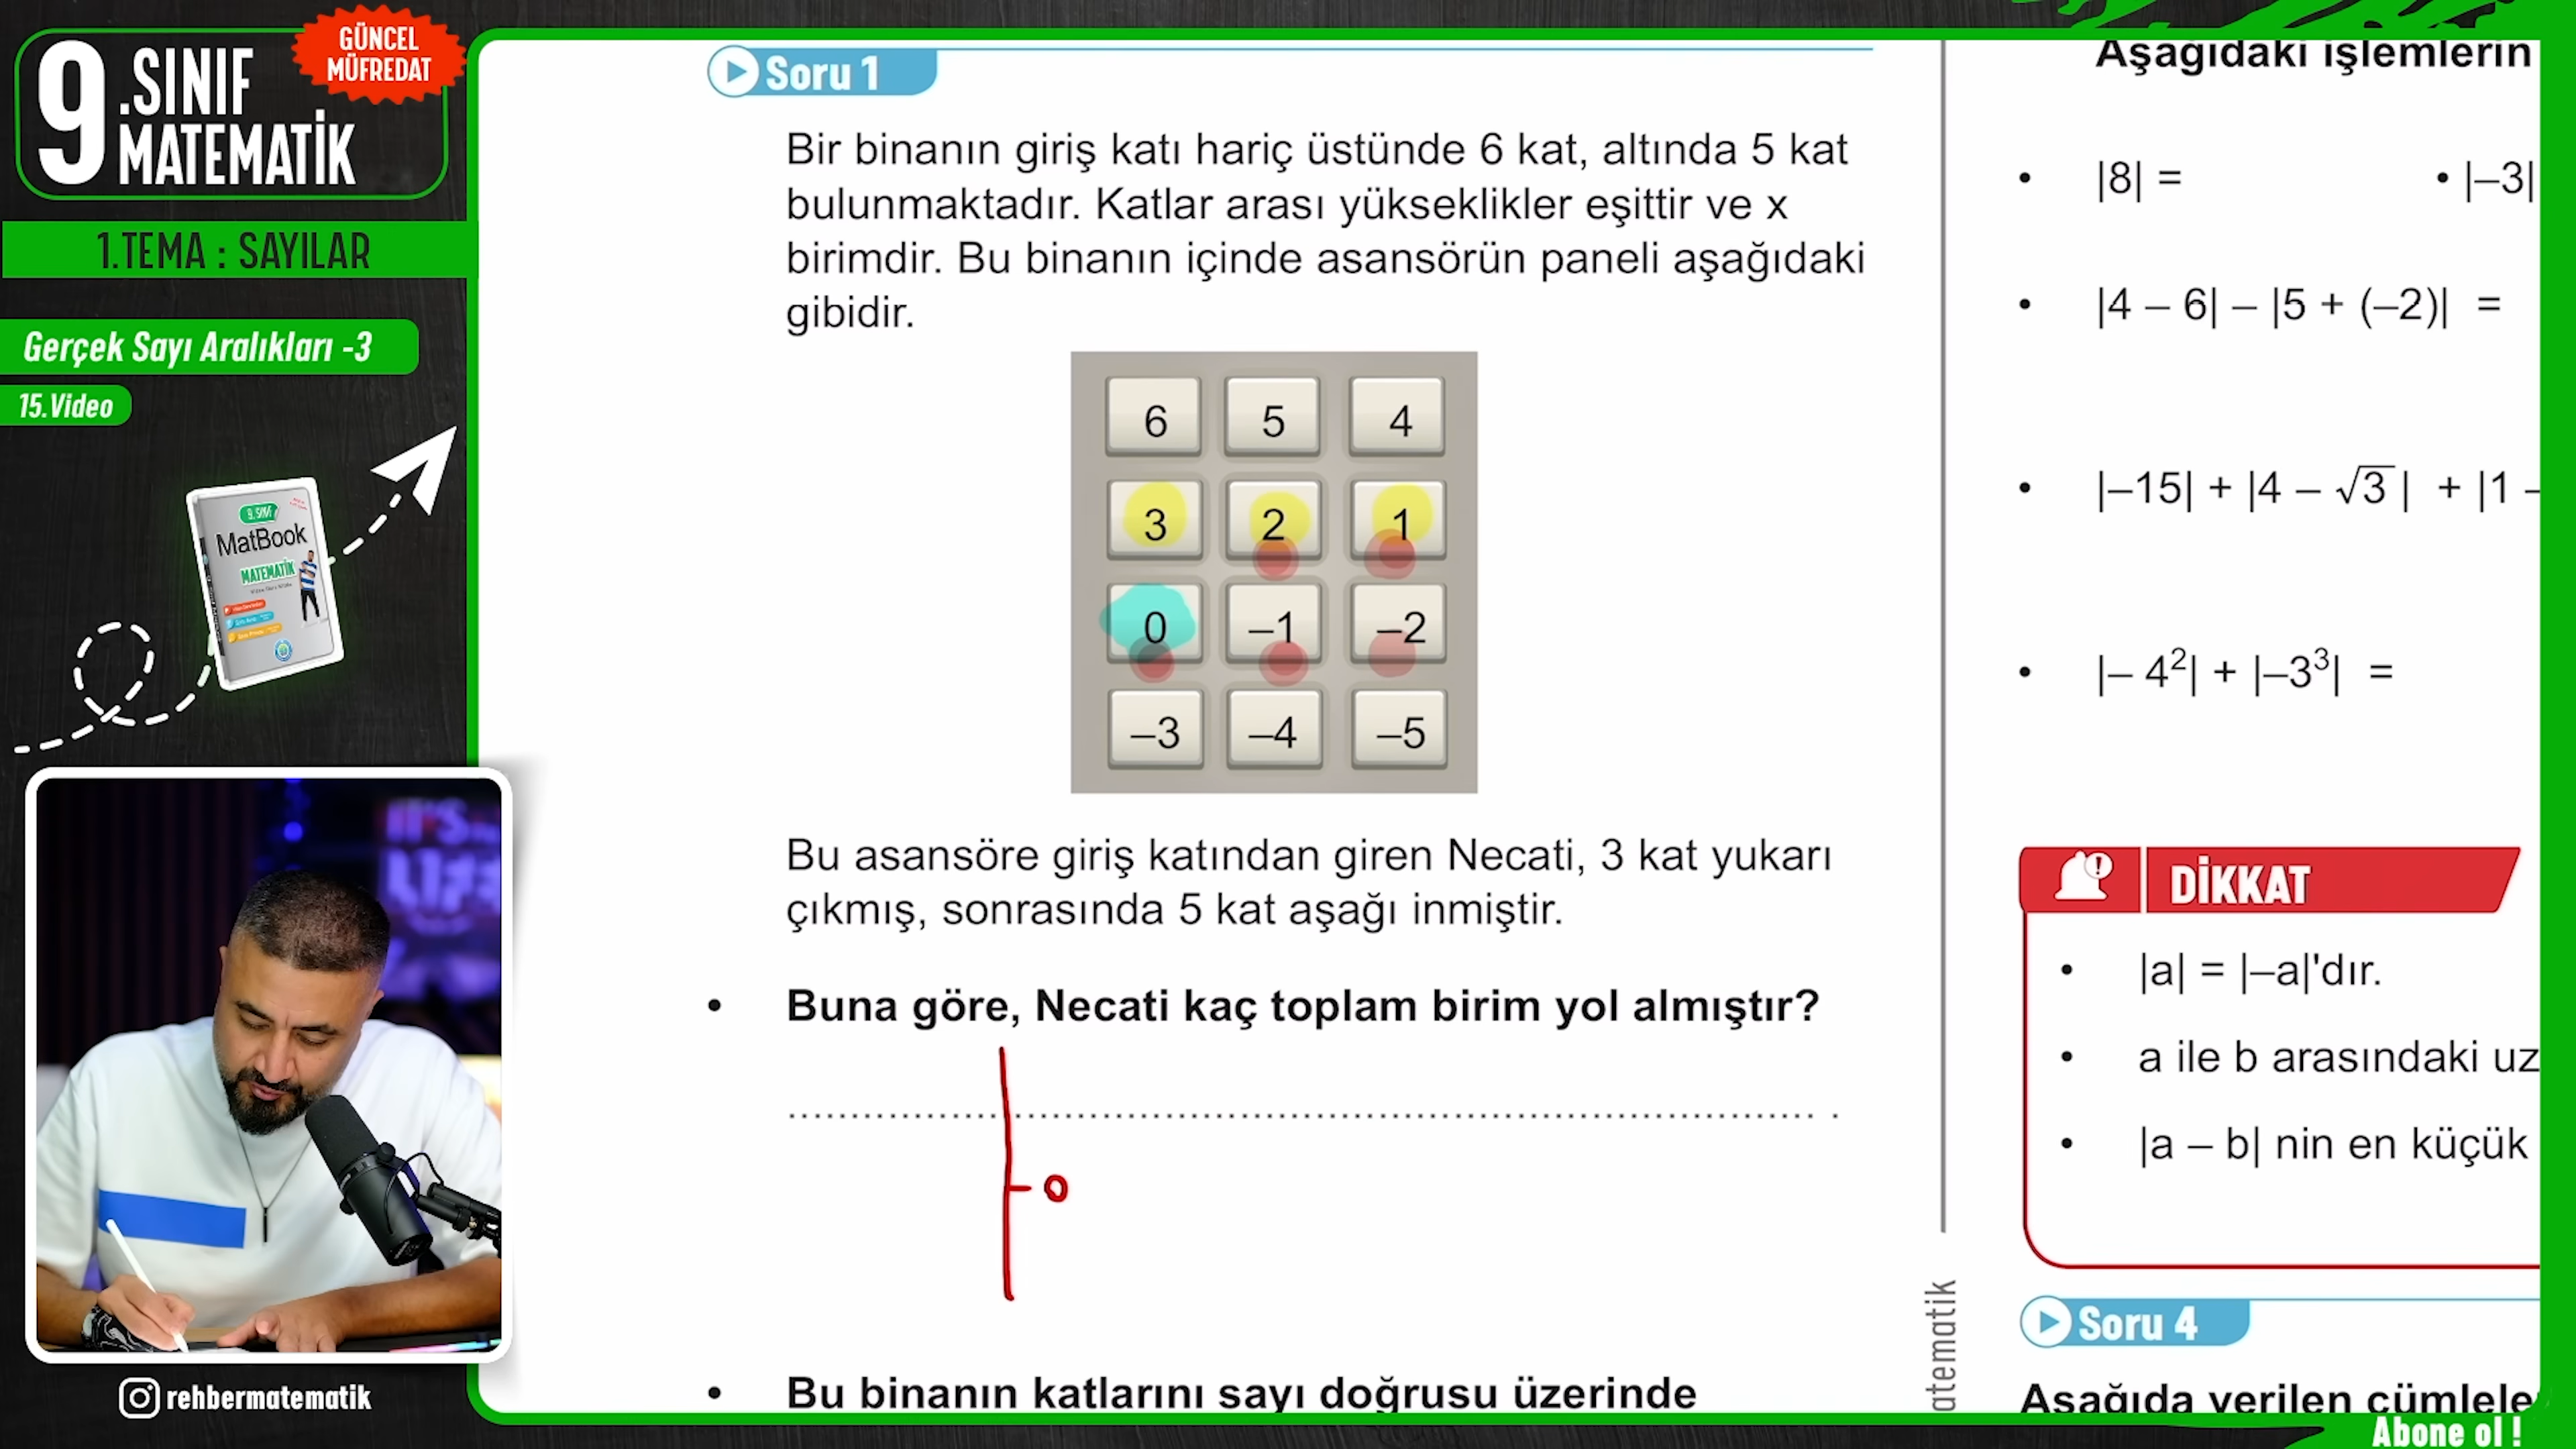 9
.SINIF
MATEMATİK
GÜNCEL
MÜFREDAT
1.TEMA : SAYILAR
Gerçek Sayı Aralıkları -3
15.Video
9. SINIF
MatBook
MATEMATİK
rehbermatematik
Soru 1
Bir binanın giriş katı hariç üstünde 6 kat, altında 5 kat
bulunmaktadır. Katlar arası yükseklikler eşittir ve x
birimdir. Bu binanın içinde asansörün paneli aşağıdaki
gibidir.
6 5 4
3 2 1
0 –1 –2
–3 –4 –5
Bu asansöre giriş katından giren Necati, 3 kat yukarı
çıkmış, sonrasında 5 kat aşağı inmiştir.
• Buna göre, Necati kaç toplam birim yol almıştır?
0
• Bu binanın katlarını sayı doğrusu üzerinde
atematik
Aşağıdaki işlemlerin
• |8| = • |–3|
• |4 – 6| – |5 + (–2)| =
• |–15| + |4 – √3| + |1 –
• |– 4²| + |–3³| =
DİKKAT
• |a| = |–a|'dır.
• a ile b arasındaki uz
• |a – b| nin en küçük
Soru 4
Aşağıda verilen cümlele
Abone ol !